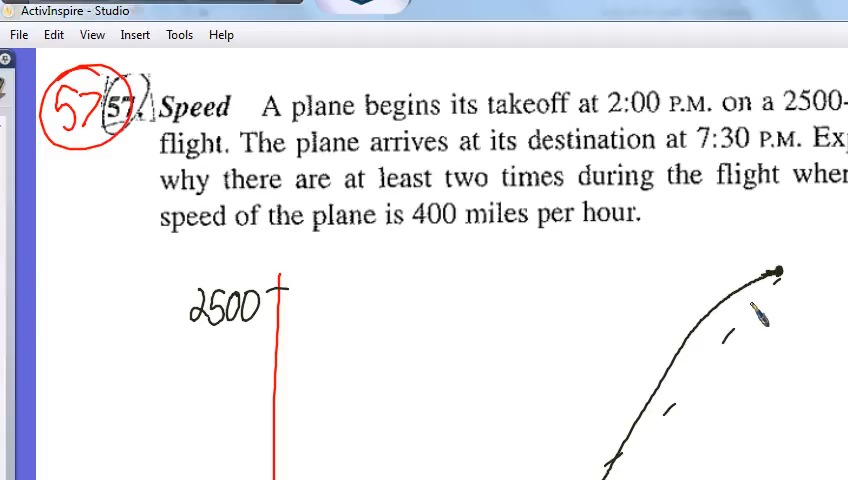 ActivInspire - Studio
File Edit View Insert Tools Help
57 57. Speed A plane begins its takeoff at 2:00 P.M. on a 2500-
flight. The plane arrives at its destination at 7:30 P.M. Exp
why there are at least two times during the flight when
speed of the plane is 400 miles per hour.
2500